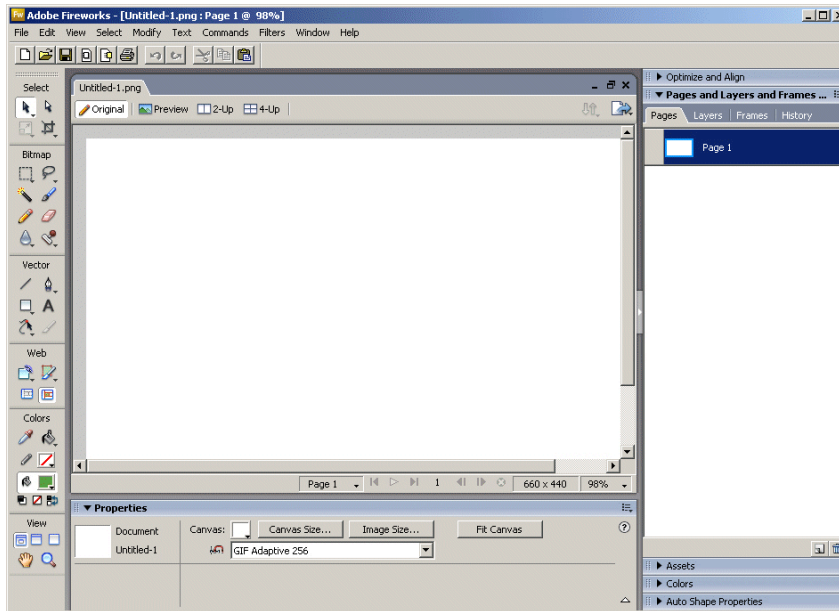 Fw Adobe Fireworks - [Untitled-1.png : Page 1 @ 98%]
File Edit View Select Modify Text Commands Filters Window Help
Select
Bitmap
Vector
A
Web
Colors
View
Untitled-1.png
Original Preview 2-Up 4-Up
Page 1 1 660 x 440 98%
Properties
Document
Untitled-1
Canvas: Canvas Size... Image Size... Fit Canvas
GIF Adaptive 256
Optimize and Align
Pages and Layers and Frames ...
Pages Layers Frames History
Page 1
Assets
Colors
Auto Shape Properties